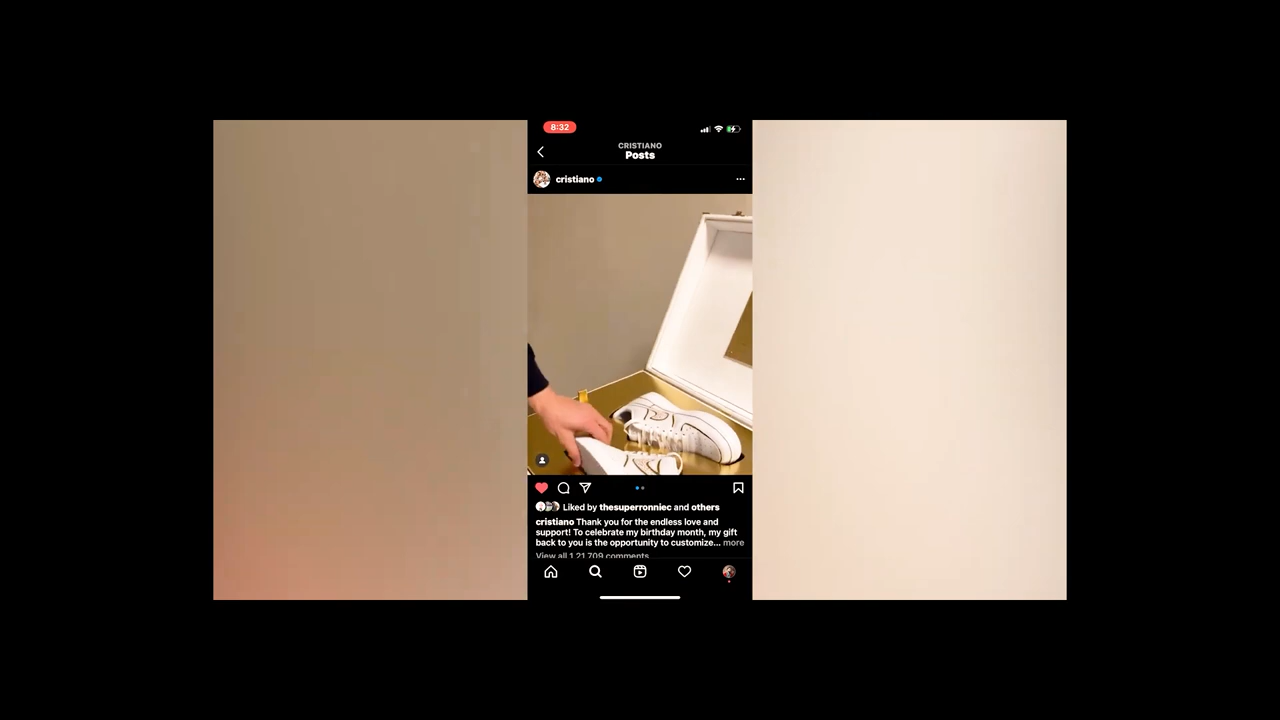 8:32
CRISTIANO
Posts
cristiano
Liked by thesuperronniec and others
cristiano Thank you for the endless love and
support! To celebrate my birthday month, my gift
back to you is the opportunity to customize... more
View all 1,21,709 comments